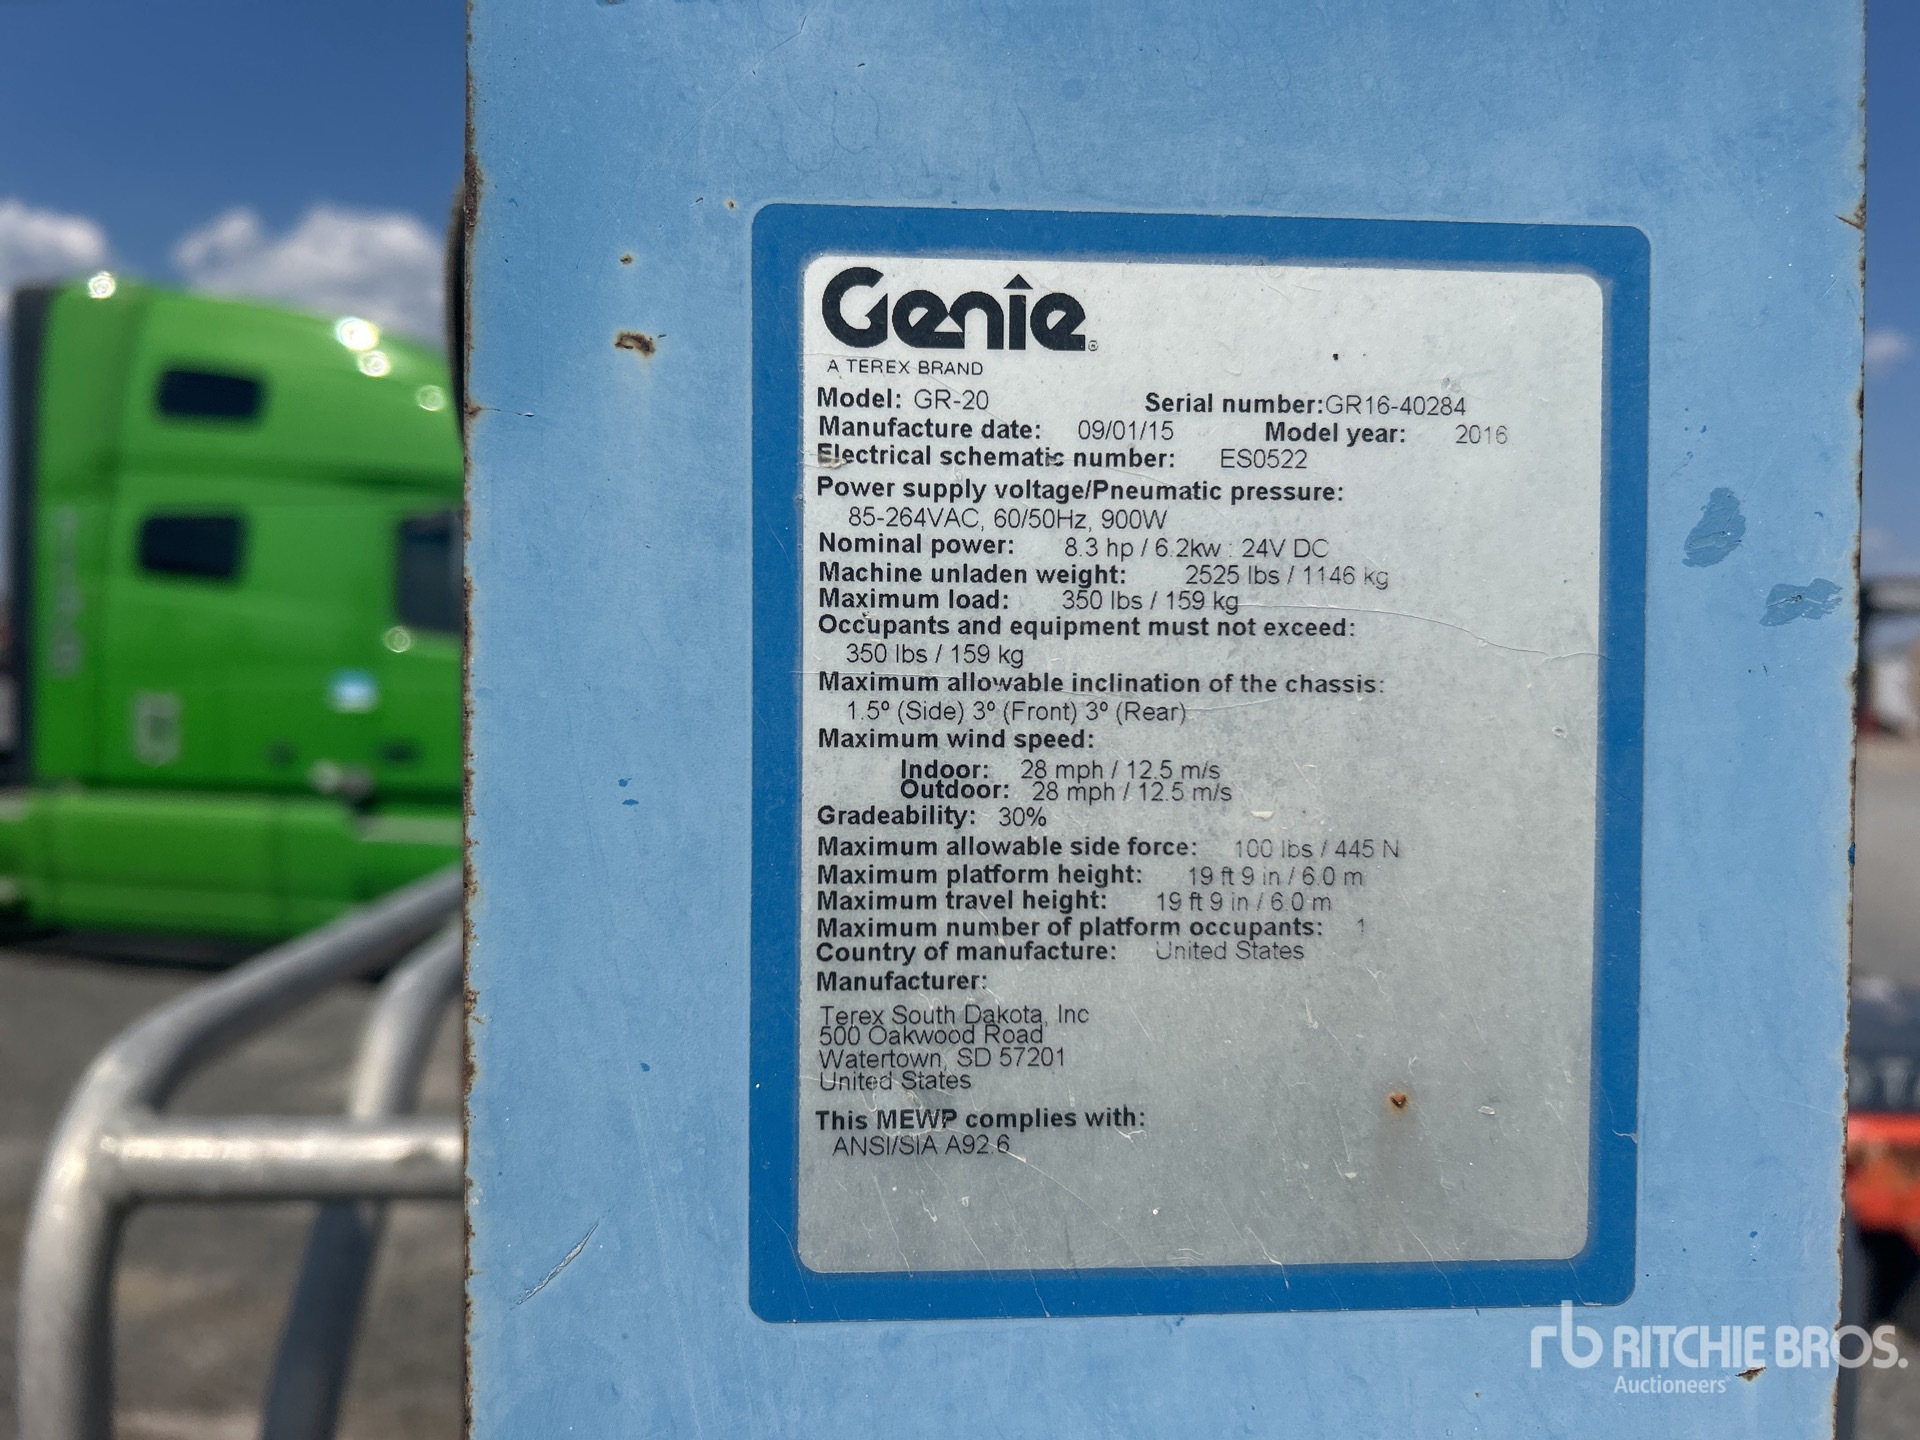 Genie®
A TEREX BRAND
Model: GR-20 Serial number:GR16-40284
Manufacture date: 09/01/15 Model year: 2016
Electrical schematic number: ES0522
Power supply voltage/Pneumatic pressure:
85-264VAC, 60/50Hz, 900W
Nominal power: 8.3 hp / 6.2kw : 24V DC
Machine unladen weight: 2525 lbs / 1146 kg
Maximum load: 350 lbs / 159 kg
Occupants and equipment must not exceed:
350 lbs / 159 kg
Maximum allowable inclination of the chassis:
1.5º (Side) 3º (Front) 3º (Rear)
Maximum wind speed:
Indoor: 28 mph / 12.5 m/s
Outdoor: 28 mph / 12.5 m/s
Gradeability: 30%
Maximum allowable side force: 100 lbs / 445 N
Maximum platform height: 19 ft 9 in / 6.0 m
Maximum travel height: 19 ft 9 in / 6.0 m
Maximum number of platform occupants: 1
Country of manufacture: United States
Manufacturer:
Terex South Dakota, Inc
500 Oakwood Road
Watertown, SD 57201
United States
This MEWP complies with:
ANSI/SIA A92.6
rb RITCHIE BROS.
Auctioneers